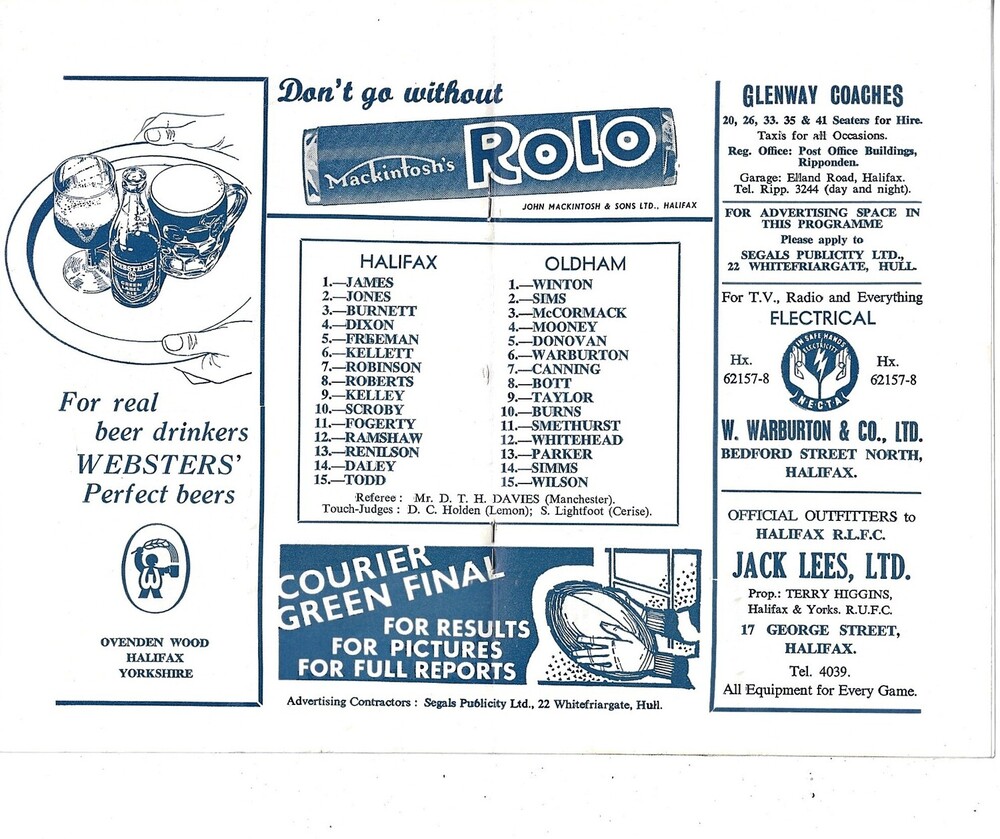 For real
beer drinkers
WEBSTERS'
Perfect beers
OVENDEN WOOD
HALIFAX
YORKSHIRE
Don't go without
Mackintosh's ROLO
JOHN MACKINTOSH & SONS LTD., HALIFAX
HALIFAX
1.—JAMES
2.—JONES
3.—BURNETT
4.—DIXON
5.—FREEMAN
6.—KELLETT
7.—ROBINSON
8.—ROBERTS
9.—KELLEY
10.—SCROBY
11.—FOGERTY
12.—RAMSHAW
13.—RENILSON
14.—DALEY
15.—TODD
OLDHAM
1.—WINTON
2.—SIMS
3.—McCORMACK
4.—MOONEY
5.—DONOVAN
6.—WARBURTON
7.—CANNING
8.—BOTT
9.—TAYLOR
10.—BURNS
11.—SMETHURST
12.—WHITEHEAD
13.—PARKER
14.—SIMMS
15.—WILSON
Referee : Mr. D. T. H. DAVIES (Manchester).
Touch-Judges : D. C. Holden (Lemon); S. Lightfoot (Cerise).
COURIER
GREEN FINAL
FOR RESULTS
FOR PICTURES
FOR FULL REPORTS
Advertising Contractors : Segals Publicity Ltd., 22 Whitefriargate, Hull.
GLENWAY COACHES
20, 26, 33. 35 & 41 Seaters for Hire.
Taxis for all Occasions.
Reg. Office: Post Office Buildings,
Ripponden.
Garage: Elland Road, Halifax.
Tel. Ripp. 3244 (day and night).
FOR ADVERTISING SPACE IN
THIS PROGRAMME
Please apply to
SEGALS PUBLICITY LTD.,
22 WHITEFRIARGATE, HULL.
For T.V., Radio and Everything
ELECTRICAL
Hx.
62157-8
IN SAFE HANDS
ELECTRICITY
NECTA
Hx.
62157-8
W. WARBURTON & CO., LTD.
BEDFORD STREET NORTH,
HALIFAX.
OFFICIAL OUTFITTERS to
HALIFAX R.L.F.C.
JACK LEES, LTD.
Prop.: TERRY HIGGINS,
Halifax & Yorks. R.U.F.C.
17 GEORGE STREET,
HALIFAX.
Tel. 4039.
All Equipment for Every Game.